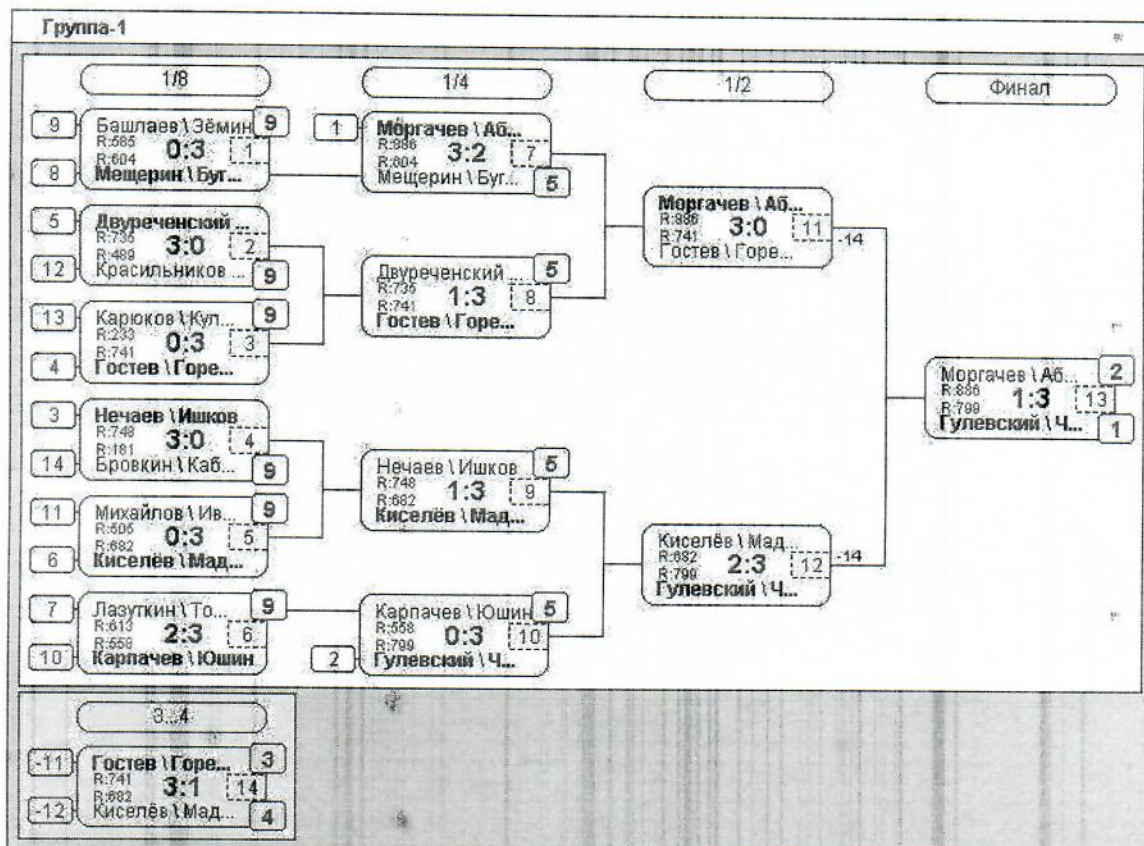 Группа-1
1/8
1/4
1/2
Финал
9
Башлаев \ Зёмин
9
R:585
R:604
0:3
1
8
Мещерин \ Буг...
5
Двуреченский ...
R:735
R:489
3:0
2
12
Красильников ...
9
13
Карюков \ Кул...
9
R:233
R:741
0:3
3
4
Гостев \ Горе...
3
Нечаев \ Ишков
R:748
R:181
3:0
4
14
Бровкин \ Каб...
9
11
Михайлов \ Ив...
9
R:505
R:682
0:3
5
6
Киселёв \ Мад...
7
Лазуткин \ То...
9
R:613
R:558
2:3
6
10
Карпачев \ Юшин
1
Моргачев \ Аб...
R:886
R:604
3:2
7
Мещерин \ Буг...
5
Двуреченский ...
5
R:735
R:741
1:3
8
Гостев \ Горе...
Нечаев \ Ишков
5
R:748
R:682
1:3
9
Киселёв \ Мад...
Карпачев \ Юшин
5
R:558
R:799
0:3
10
2
Гулевский \ Ч...
Моргачев \ Аб...
R:886
R:741
3:0
11
-14
Гостев \ Горе...
Киселёв \ Мад...
R:682
R:799
2:3
12
-14
Гулевский \ Ч...
Моргачев \ Аб...
2
R:886
R:799
1:3
13
Гулевский \ Ч...
1
3...4
-11
Гостев \ Горе...
3
R:741
R:682
3:1
14
-12
Киселёв \ Мад...
4